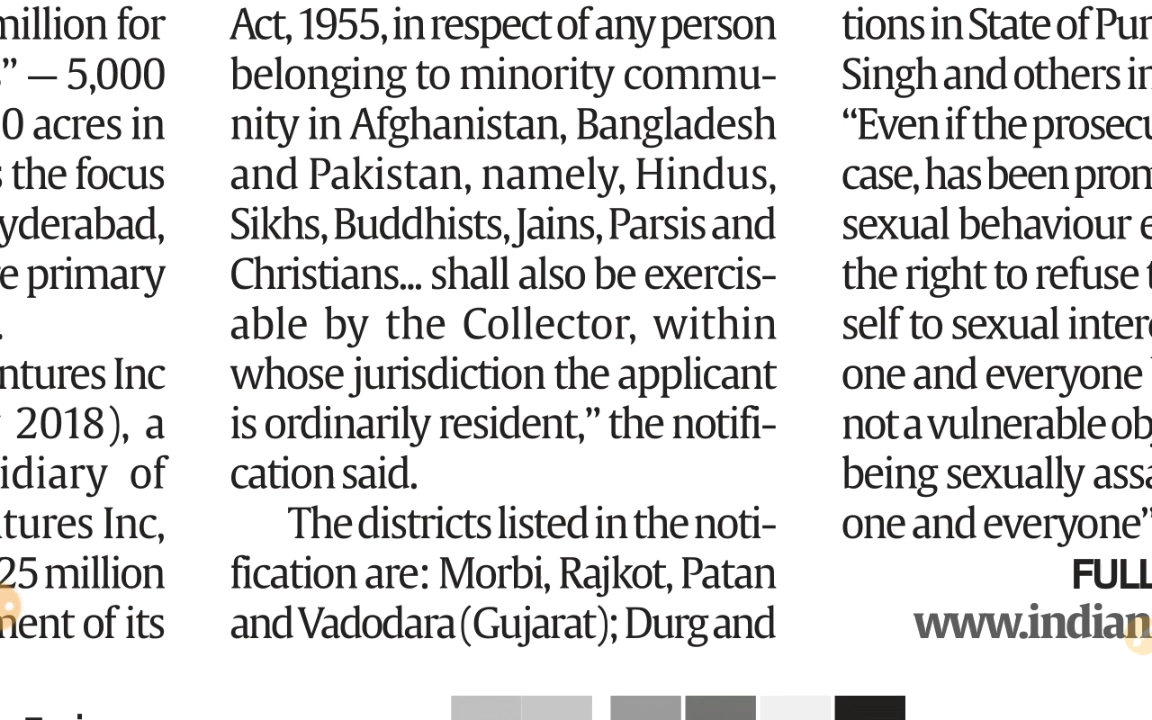 million for
” — 5,000
0 acres in
the focus
yderabad,
primary
ntures Inc
2018), a
idiary of
tures Inc,
25 million
ment of its
Act, 1955, in respect of any person
belonging to minority commu-
nity in Afghanistan, Bangladesh
and Pakistan, namely, Hindus,
Sikhs, Buddhists, Jains, Parsis and
Christians... shall also be exercis-
able by the Collector, within
whose jurisdiction the applicant
is ordinarily resident,” the notifi-
cation said.
The districts listed in the noti-
fication are: Morbi, Rajkot, Patan
and Vadodara (Gujarat); Durg and
tions in State of Pun
Singh and others in
“Even if the prosecu
case, has been prom
sexual behaviour e
the right to refuse t
self to sexual interc
one and everyone
not a vulnerable obj
being sexually assa
one and everyone”
FULL
www.indian